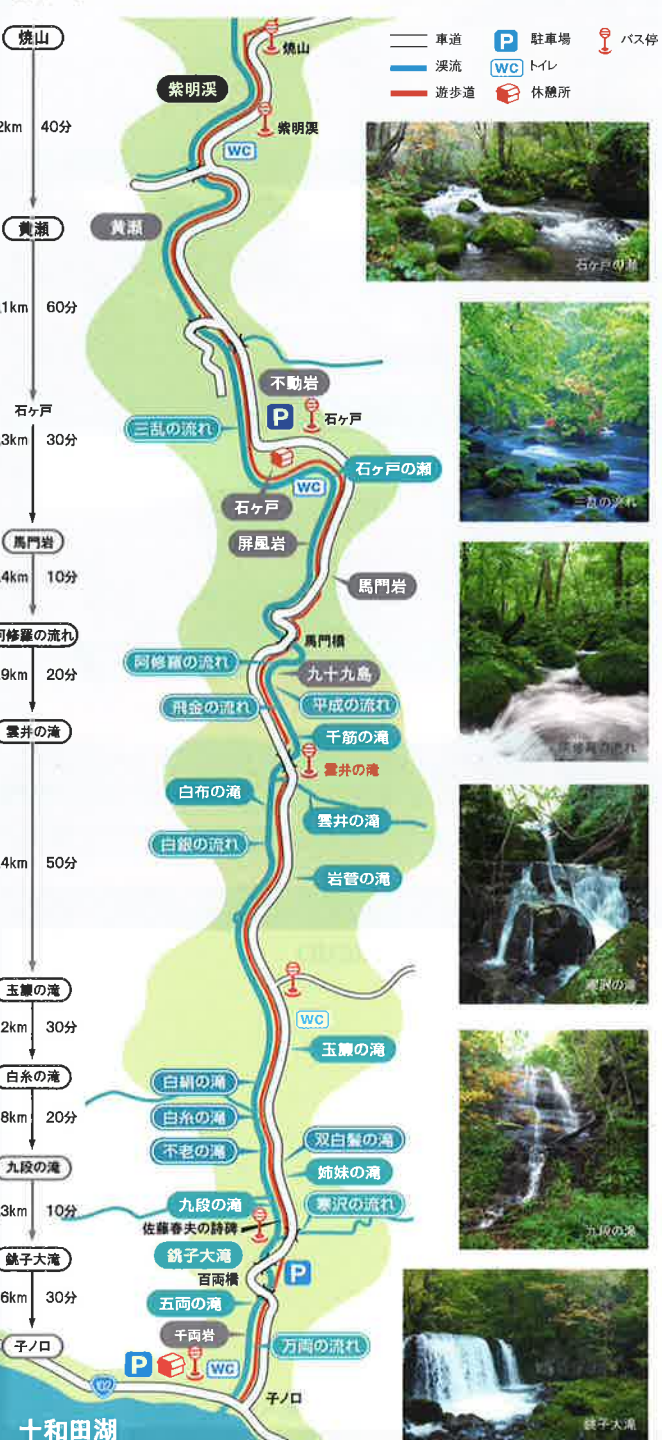 焼山
2km 40分
黄瀬
1km 60分
石ヶ戸
3km 30分
馬門岩
4km 10分
阿修羅の流れ
9km 20分
雲井の滝
4km 50分
玉簾の滝
2km 30分
白糸の滝
8km 20分
九段の滝
3km 10分
銚子大滝
6km 30分
子ノ口
車道
渓流
遊歩道
P 駐車場
WC トイレ
休憩所
バス停
焼山
紫明渓
紫明渓
WC
黄瀬
不動岩
P
石ヶ戸
三乱の流れ
石ヶ戸の瀬
WC
石ヶ戸
屏風岩
馬門岩
馬門橋
阿修羅の流れ
九十九島
飛金の流れ
平成の流れ
千筋の滝
雲井の滝
白布の滝
雲井の滝
白銀の流れ
岩菅の滝
WC
玉簾の滝
白絹の滝
白糸の滝
不老の滝
双白髪の滝
姉妹の滝
九段の滝
寒沢の流れ
佐藤春夫の詩碑
銚子大滝
百両橋
P
五両の滝
千両岩
万両の流れ
P
WC
102
子ノ口
十和田湖
石ヶ戸の瀬
三乱の流れ
阿修羅の流れ
寒沢の滝
九段の滝
銚子大滝